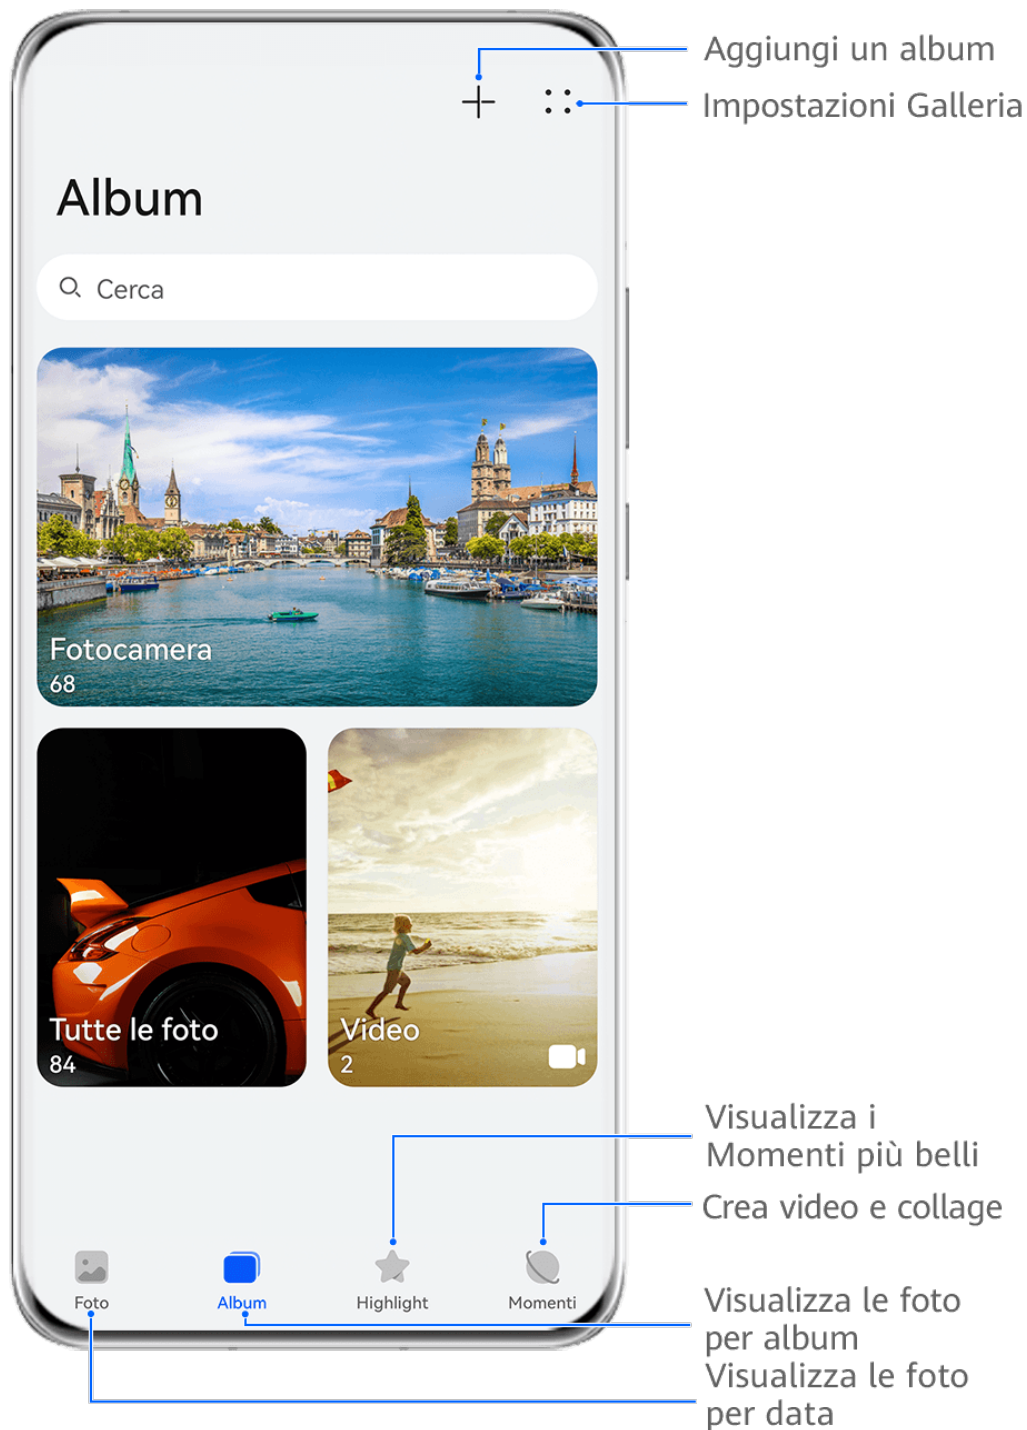 Aggiungi un album
Impostazioni Galleria
Album
Cerca
Fotocamera
68
Tutte le foto
84
Video
2
Visualizza i
Momenti più belli
Crea video e collage
Foto
Album
Highlight
Momenti
Visualizza le foto
per album
Visualizza le foto
per data